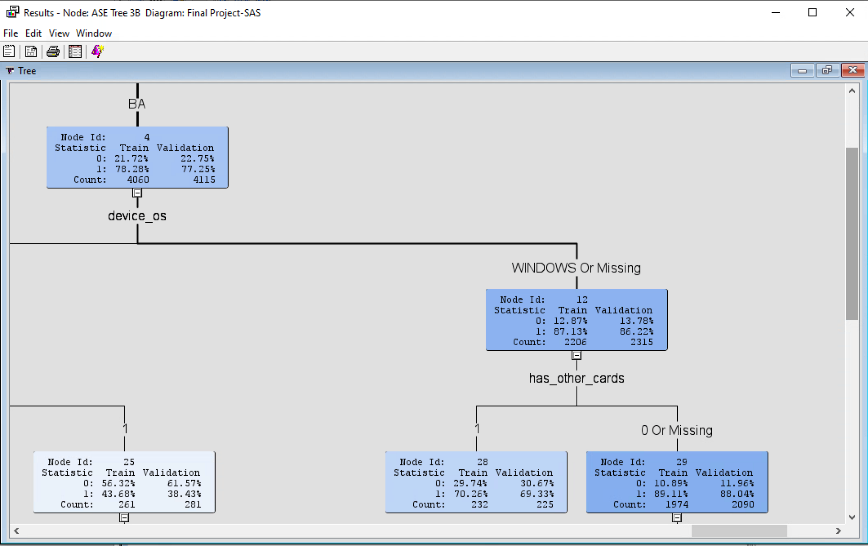 Results - Node: ASE Tree 3B Diagram: Final Project-SAS
File Edit View Window
Tree
BA
Node Id: 4
Statistic Train Validation
0: 21.72% 22.75%
1: 78.28% 77.25%
Count: 4060 4115
device_os
WINDOWS Or Missing
Node Id: 12
Statistic Train Validation
0: 12.87% 13.78%
1: 87.13% 86.22%
Count: 2206 2315
has_other_cards
1
1
0 Or Missing
Node Id: 25
Statistic Train Validation
0: 56.32% 61.57%
1: 43.68% 38.43%
Count: 261 281
Node Id: 28
Statistic Train Validation
0: 29.74% 30.67%
1: 70.26% 69.33%
Count: 232 225
Node Id: 29
Statistic Train Validation
0: 10.89% 11.96%
1: 89.11% 88.04%
Count: 1974 2090